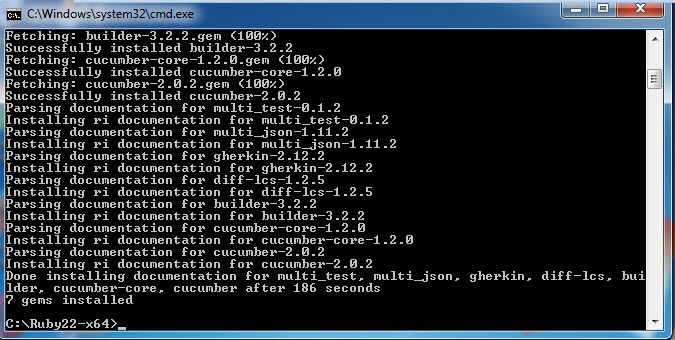 C:\Windows\system32\cmd.exe
Fetching: builder-3.2.2.gem (100%)
Successfully installed builder-3.2.2
Fetching: cucumber-core-1.2.0.gem (100%)
Successfully installed cucumber-core-1.2.0
Fetching: cucumber-2.0.2.gem (100%)
Successfully installed cucumber-2.0.2
Parsing documentation for multi_test-0.1.2
Installing ri documentation for multi_test-0.1.2
Parsing documentation for multi_json-1.11.2
Installing ri documentation for multi_json-1.11.2
Parsing documentation for gherkin-2.12.2
Installing ri documentation for gherkin-2.12.2
Parsing documentation for diff-lcs-1.2.5
Installing ri documentation for diff-lcs-1.2.5
Parsing documentation for builder-3.2.2
Installing ri documentation for builder-3.2.2
Parsing documentation for cucumber-core-1.2.0
Installing ri documentation for cucumber-core-1.2.0
Parsing documentation for cucumber-2.0.2
Installing ri documentation for cucumber-2.0.2
Done installing documentation for multi_test, multi_json, gherkin, diff-lcs, bui
lder, cucumber-core, cucumber after 186 seconds
7 gems installed
C:\Ruby22-x64>_